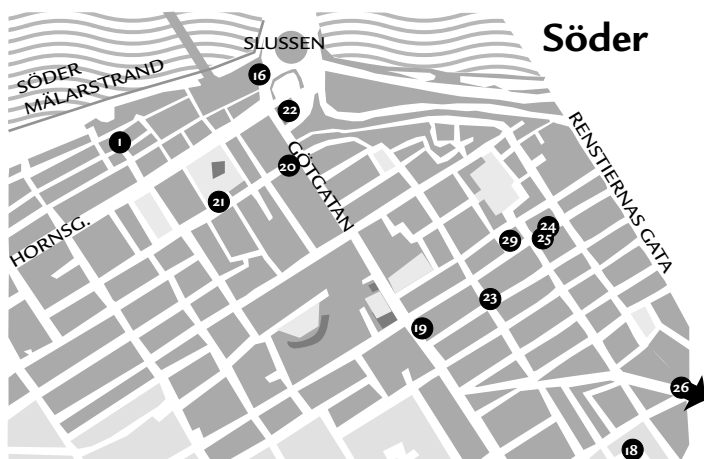 Söder
SLUSSEN
SÖDER
MÄLARSTRAND
16
22
1
RENSTIERNAS GATA
GÖTGATAN
20
21
HORNSG.
24
25
29
23
19
26
18